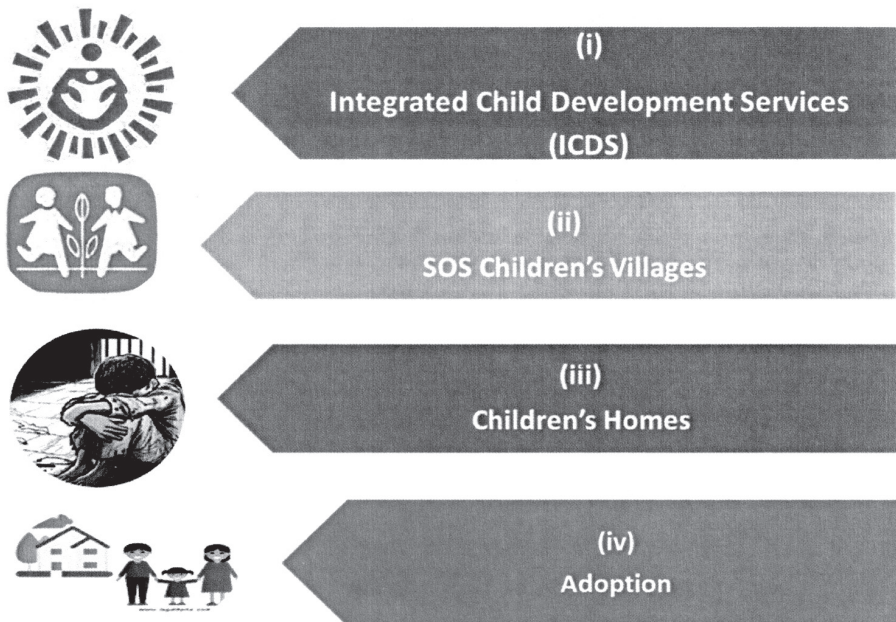 (i)
Integrated Child Development Services
(ICDS)
(ii)
SOS Children's Villages
(iii)
Children's Homes
(iv)
Adoption